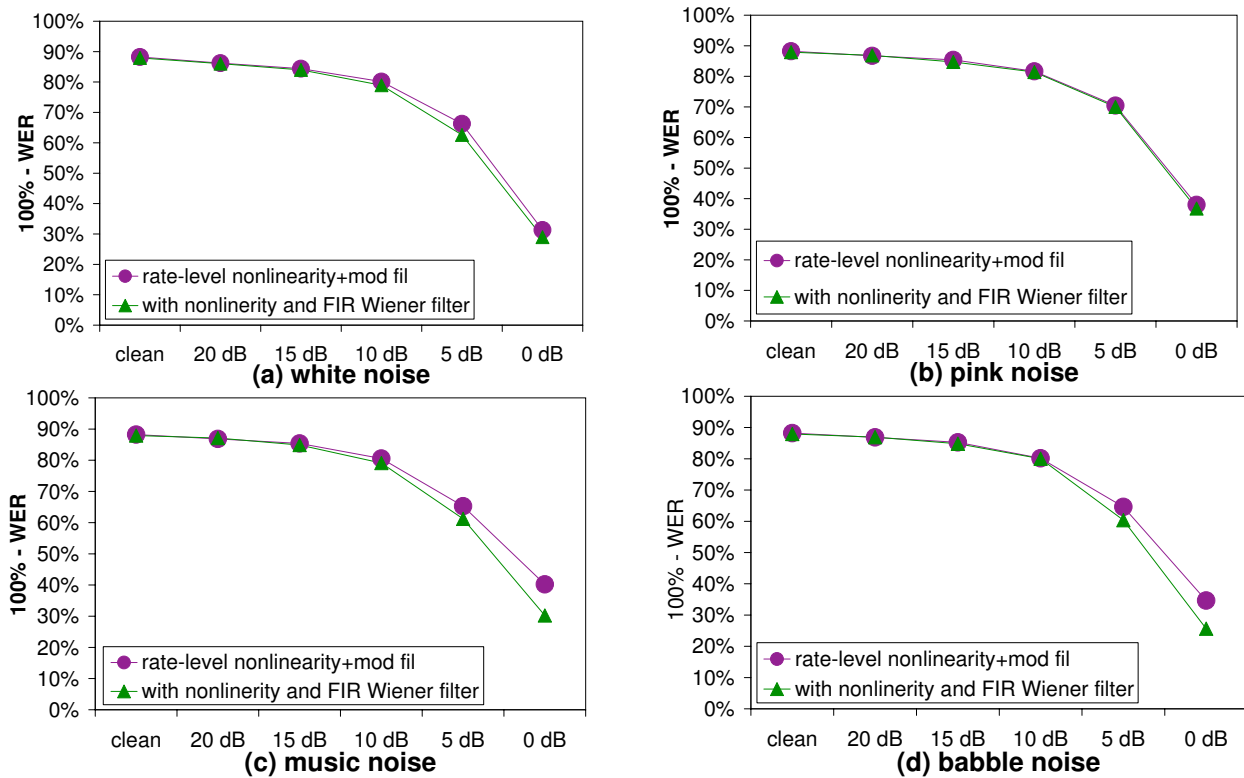 100%
90%
80%
70%
60%
50%
40%
30%
20%
10%
0%
100% - WER
rate-level nonlinearity+mod fil
with nonlinerity and FIR Wiener filter
clean 20 dB 15 dB 10 dB 5 dB 0 dB
(a) white noise
100%
90%
80%
70%
60%
50%
40%
30%
20%
10%
0%
100% - WER
rate-level nonlinearity+mod fil
with nonlinerity and FIR Wiener filter
clean 20 dB 15 dB 10 dB 5 dB 0 dB
(b) pink noise
100%
90%
80%
70%
60%
50%
40%
30%
20%
10%
0%
100% - WER
rate-level nonlinearity+mod fil
with nonlinerity and FIR Wiener filter
clean 20 dB 15 dB 10 dB 5 dB 0 dB
(c) music noise
100%
90%
80%
70%
60%
50%
40%
30%
20%
10%
0%
100% - WER
rate-level nonlinearity+mod fil
with nonlinerity and FIR Wiener filter
clean 20 dB 15 dB 10 dB 5 dB 0 dB
(d) babble noise